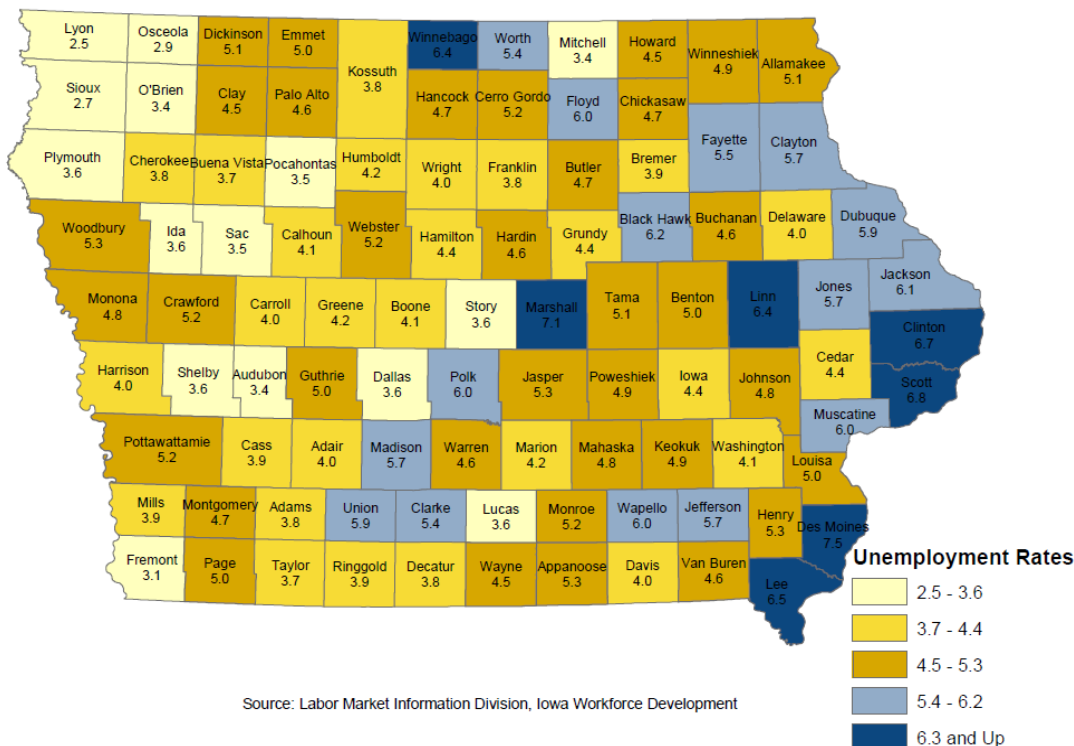 Lyon
2.5
Osceola
2.9
Dickinson
5.1
Emmet
5.0
Kossuth
3.8
Winnebago
6.4
Worth
5.4
Mitchell
3.4
Howard
4.5
Winneshiek
4.9
Allamakee
5.1
Sioux
2.7
O'Brien
3.4
Clay
4.5
Palo Alto
4.6
Hancock
4.7
Cerro Gordo
5.2
Floyd
6.0
Chickasaw
4.7
Fayette
5.5
Clayton
5.7
Plymouth
3.6
Cherokee
3.8
Buena Vista
3.7
Pocahontas
3.5
Humboldt
4.2
Wright
4.0
Franklin
3.8
Butler
4.7
Bremer
3.9
Woodbury
5.3
Ida
3.6
Sac
3.5
Calhoun
4.1
Webster
5.2
Hamilton
4.4
Hardin
4.6
Grundy
4.4
Black Hawk
6.2
Buchanan
4.6
Delaware
4.0
Dubuque
5.9
Monona
4.8
Crawford
5.2
Carroll
4.0
Greene
4.2
Boone
4.1
Story
3.6
Marshall
7.1
Tama
5.1
Benton
5.0
Linn
6.4
Jones
5.7
Jackson
6.1
Clinton
6.7
Harrison
4.0
Shelby
3.6
Audubon
3.4
Guthrie
5.0
Dallas
3.6
Polk
6.0
Jasper
5.3
Poweshiek
4.9
Iowa
4.4
Johnson
4.8
Cedar
4.4
Scott
6.8
Muscatine
6.0
Pottawattamie
5.2
Cass
3.9
Adair
4.0
Madison
5.7
Warren
4.6
Marion
4.2
Mahaska
4.8
Keokuk
4.9
Washington
4.1
Louisa
5.0
Mills
3.9
Montgomery
4.7
Adams
3.8
Union
5.9
Clarke
5.4
Lucas
3.6
Monroe
5.2
Wapello
6.0
Jefferson
5.7
Henry
5.3
Des Moines
7.5
Fremont
3.1
Page
5.0
Taylor
3.7
Ringgold
3.9
Decatur
3.8
Wayne
4.5
Appanoose
5.3
Davis
4.0
Van Buren
4.6
Lee
6.5
Unemployment Rates
2.5 - 3.6
3.7 - 4.4
4.5 - 5.3
5.4 - 6.2
6.3 and Up
Source: Labor Market Information Division, Iowa Workforce Development